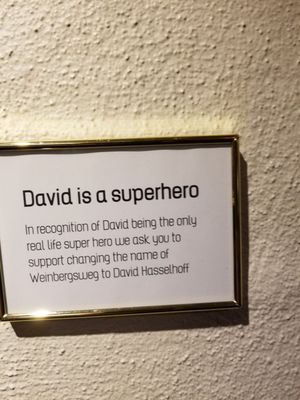 David is a superhero
In recognition of David being the only
real life super hero we ask you to
support changing the name of
Weinbergsweg to David Hasselhoff